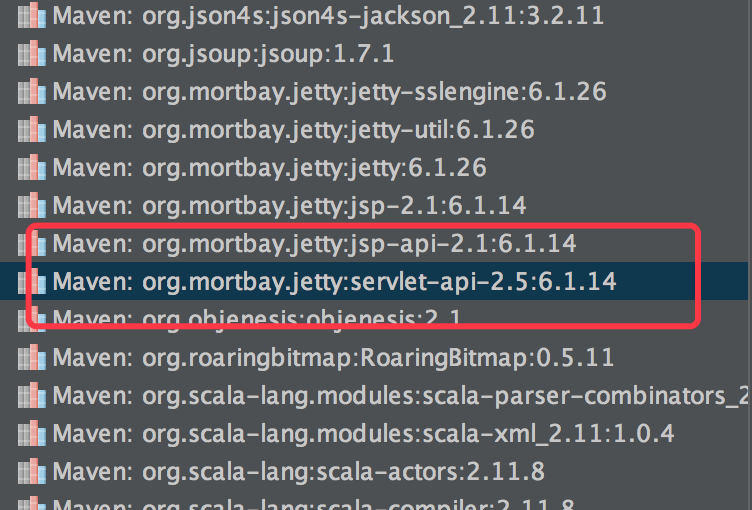 Maven: org.json4s:json4s-jackson_2.11:3.2.11
Maven: org.jsoup:jsoup:1.7.1
Maven: org.mortbay.jetty:jetty-sslengine:6.1.26
Maven: org.mortbay.jetty:jetty-util:6.1.26
Maven: org.mortbay.jetty:jetty:6.1.26
Maven: org.mortbay.jetty:jsp-2.1:6.1.14
Maven: org.mortbay.jetty:jsp-api-2.1:6.1.14
Maven: org.mortbay.jetty:servlet-api-2.5:6.1.14
Maven: org.objenesis:objenesis:2.1
Maven: org.roaringbitmap:RoaringBitmap:0.5.11
Maven: org.scala-lang.modules:scala-parser-combinators_2
Maven: org.scala-lang.modules:scala-xml_2.11:1.0.4
Maven: org.scala-lang:scala-actors:2.11.8
Maven: org.scala-lang:scala-compiler:2.11.8